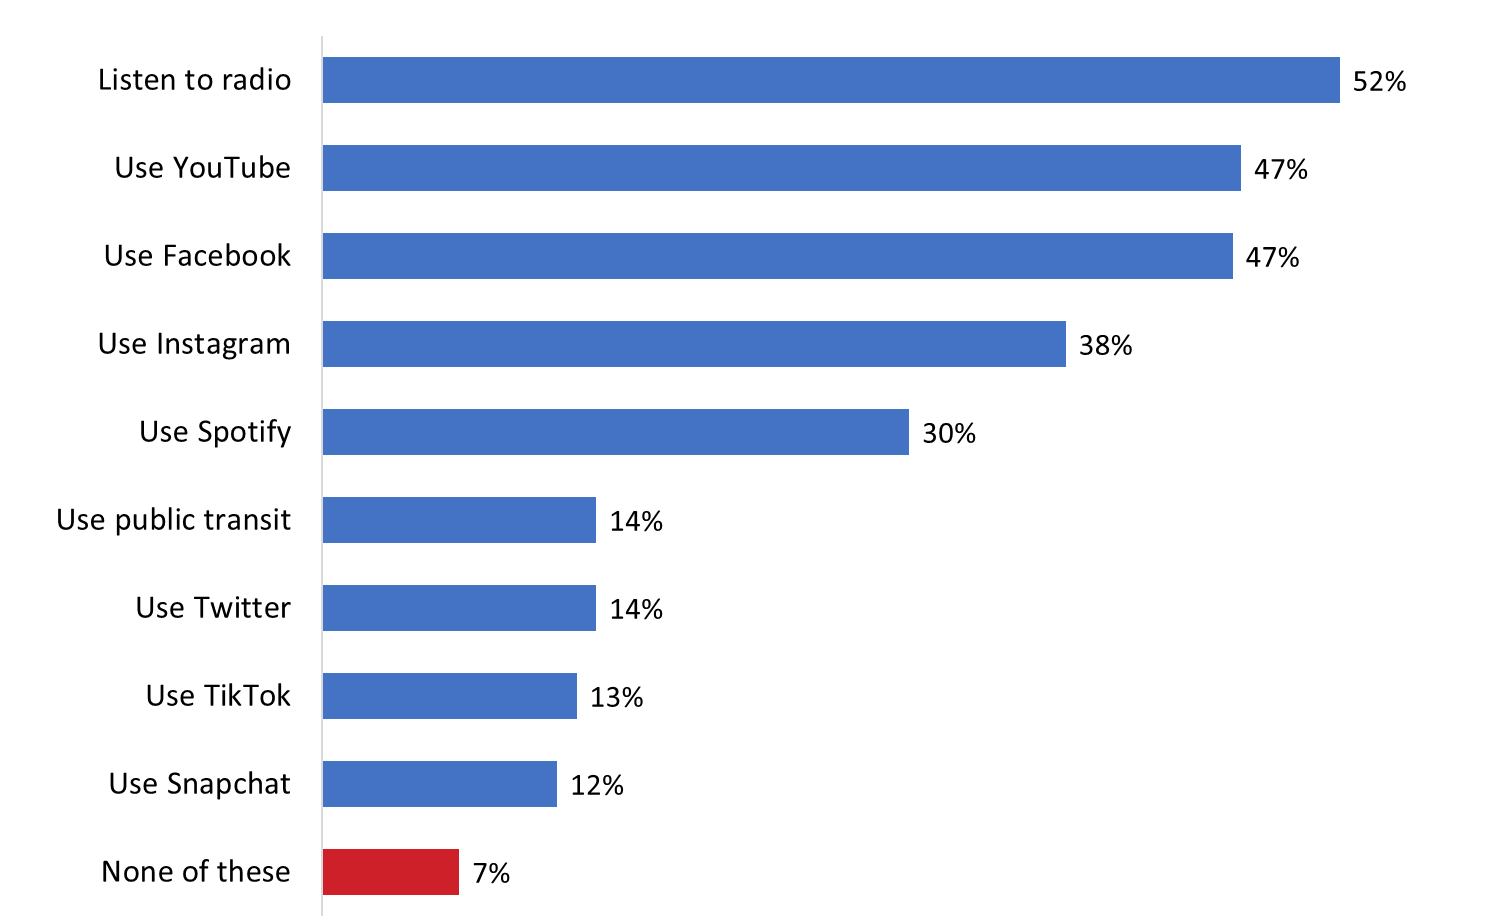 Listen to radio 52%
Use YouTube 47%
Use Facebook 47%
Use Instagram 38%
Use Spotify 30%
Use public transit 14%
Use Twitter 14%
Use TikTok 13%
Use Snapchat 12%
None of these 7%